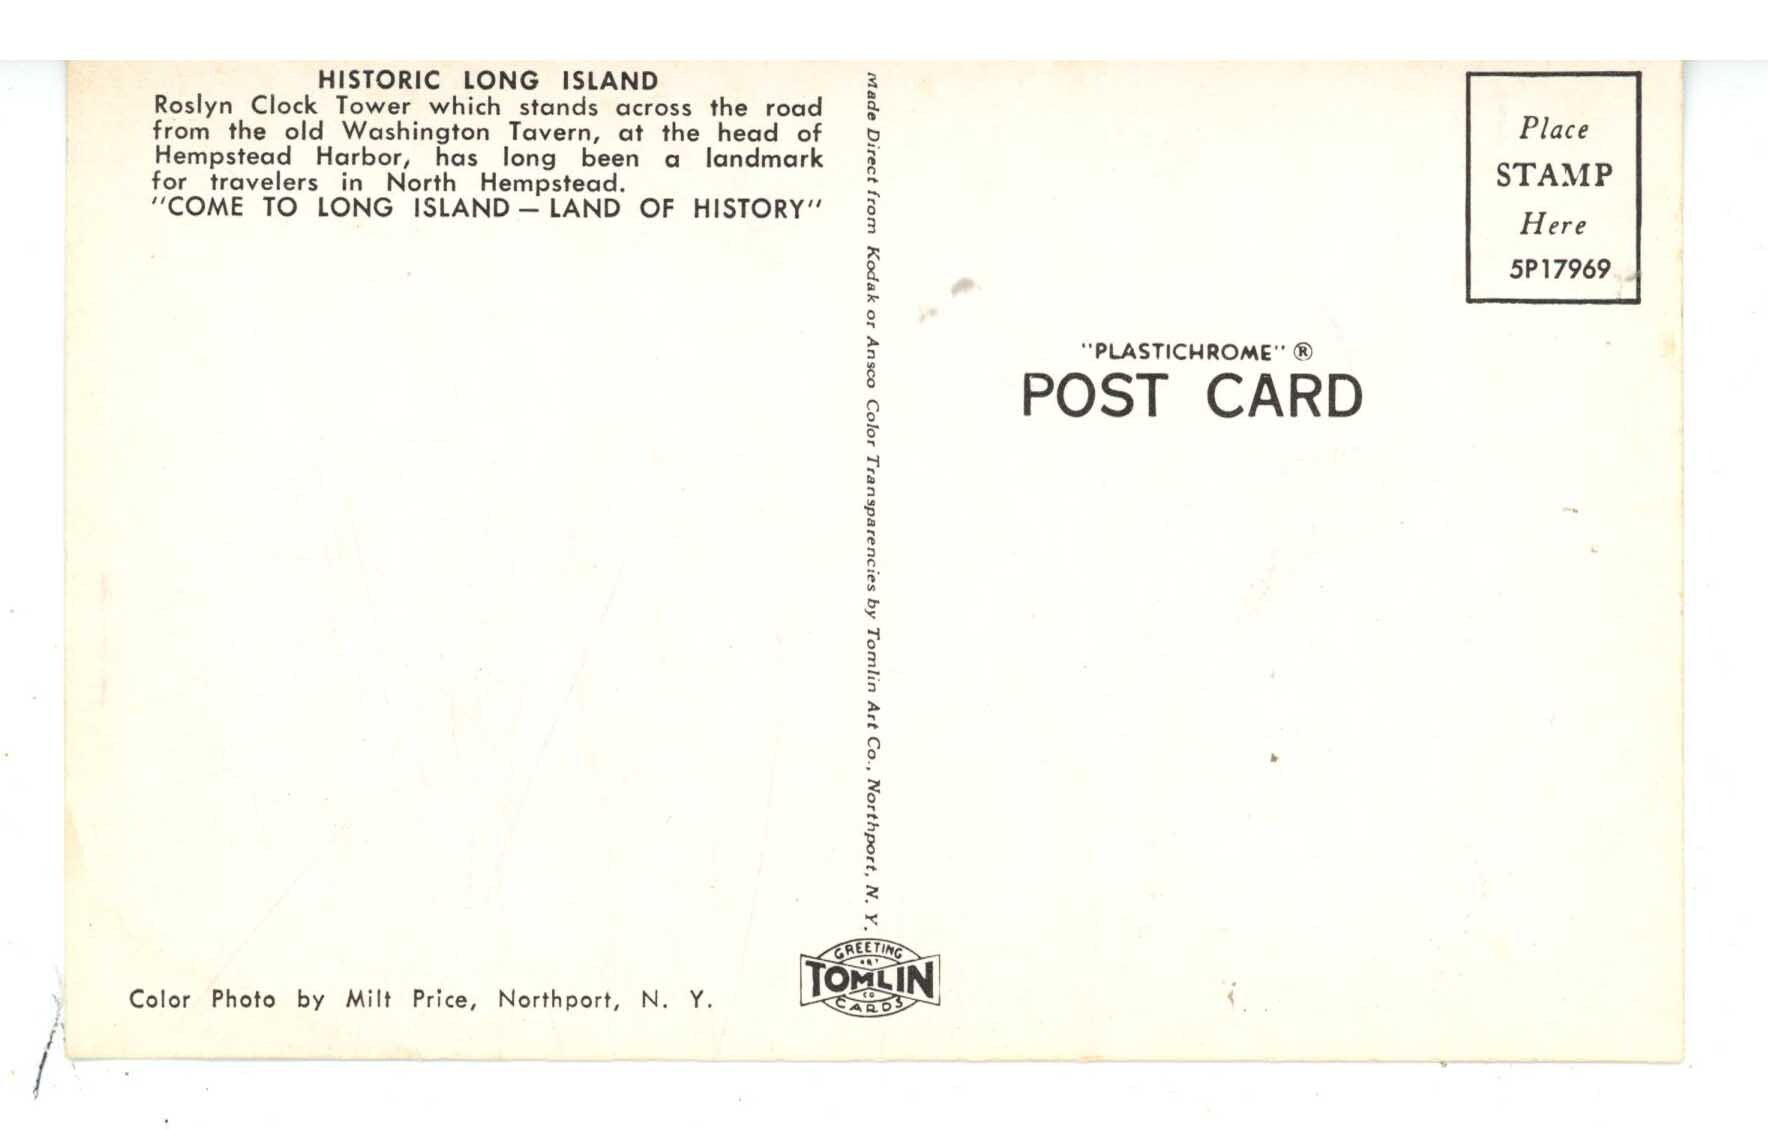 HISTORIC LONG ISLAND
Roslyn Clock Tower which stands across the road
from the old Washington Tavern, at the head of
Hempstead Harbor, has long been a landmark
for travelers in North Hempstead.
"COME TO LONG ISLAND — LAND OF HISTORY"
Color Photo by Milt Price, Northport, N. Y.
Made Direct from Kodak or Ansco Color Transparencies by Tomlin Art Co., Northport, N. Y.
GREETING
ART
TOMLIN
CO
CARDS
Place
STAMP
Here
5P17969
"PLASTICHROME" ®
POST CARD